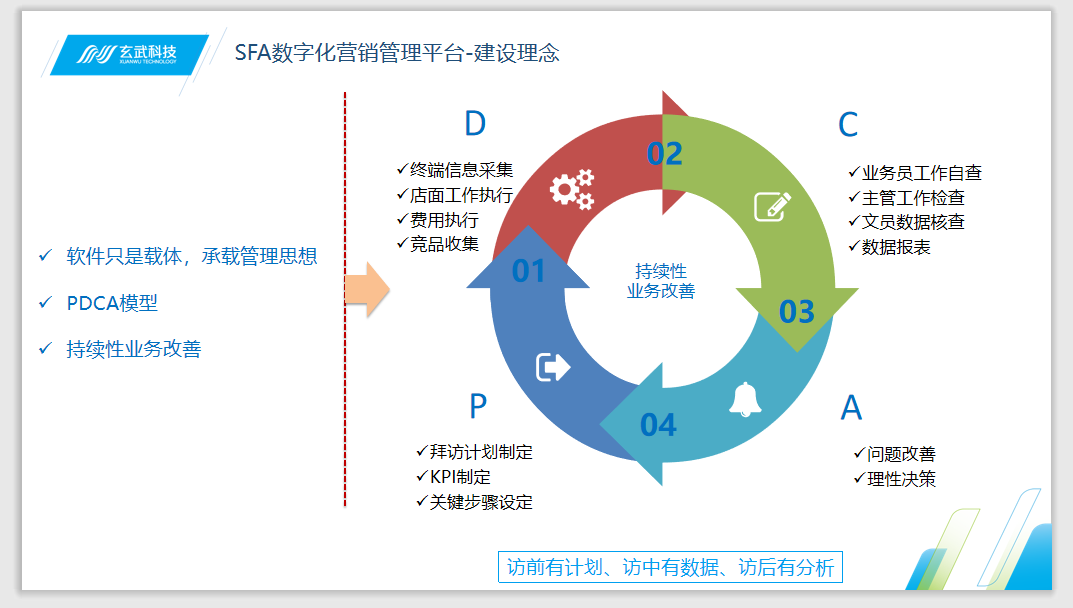 玄武科技
XUANWU TECHNOLOGY
SFA数字化营销管理平台-建设理念
✓ 软件只是载体，承载管理思想
✓ PDCA模型
✓ 持续性业务改善
D
✓终端信息采集
✓店面工作执行
✓费用执行
✓竞品收集
C
✓业务员工作自查
✓主管工作检查
✓文员数据核查
✓数据报表
02
01
持续性
业务改善
03
04
P
✓拜访计划制定
✓KPI制定
✓关键步骤设定
A
✓问题改善
✓理性决策
访前有计划、访中有数据、访后有分析